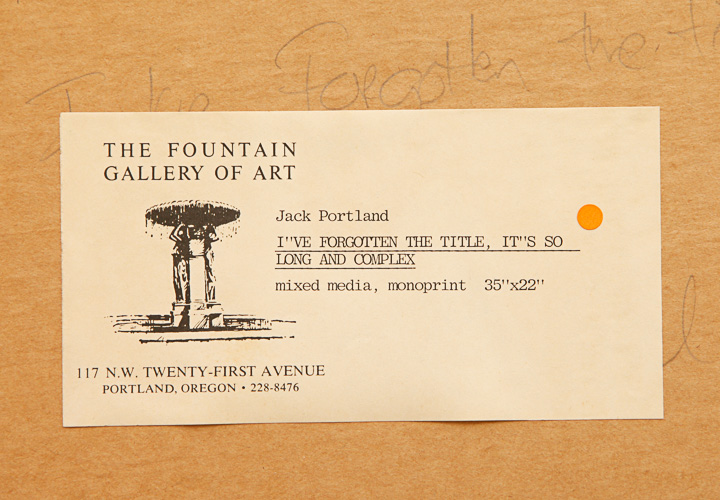 I've Forgotten the
THE FOUNTAIN
GALLERY OF ART
Jack Portland
I"VE FORGOTTEN THE TITLE, IT"S SO
LONG AND COMPLEX
mixed media, monoprint 35"x22"
117 N.W. TWENTY-FIRST AVENUE
PORTLAND, OREGON • 228-8476